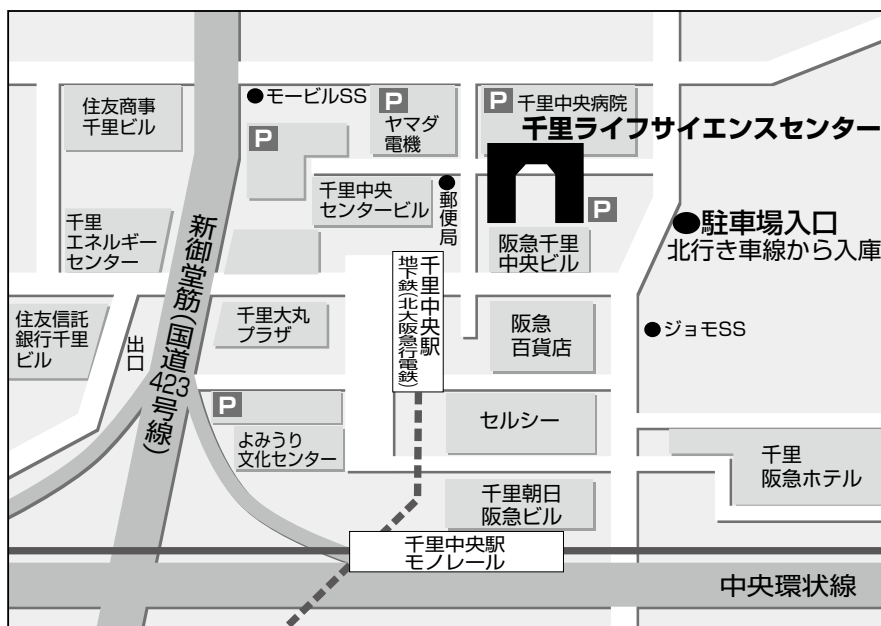 住友商事
千里ビル
●モービルSS
P
ヤマダ
電機
P
千里中央病院
千里ライフサイエンスセンター
P
千里中央
センタービル
●郵便局
P
千里
エネルギー
センター
新御堂筋(国道423号線)
阪急千里
中央ビル
●駐車場入口
北行き車線から入庫
千里中央駅
地下鉄(北大阪急行電鉄)
住友信託
銀行千里
ビル
出口
千里大丸
プラザ
阪急
百貨店
●ジョモSS
P
よみうり
文化センター
セルシー
千里
阪急ホテル
千里朝日
阪急ビル
千里中央駅
モノレール
中央環状線